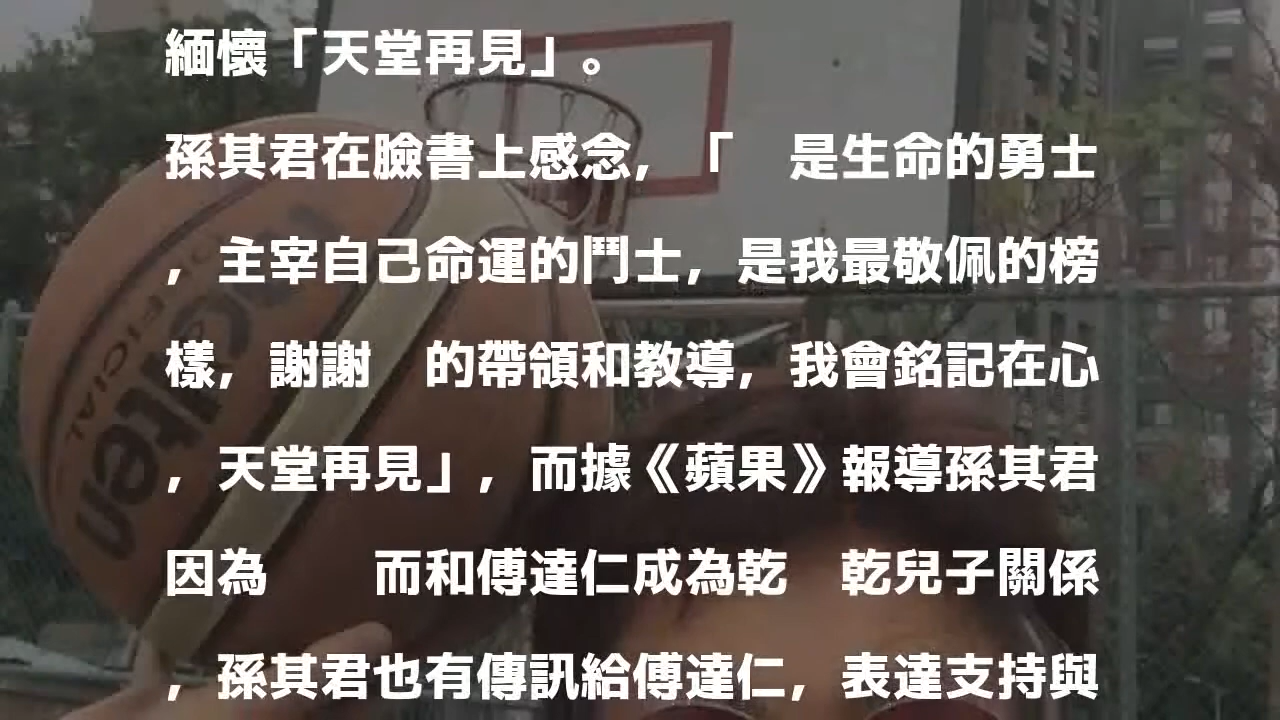 緬懷「天堂再見」。
孫其君在臉書上感念，「　是生命的勇士
，主宰自己命運的鬥士，是我最敬佩的榜
樣，謝謝　的帶領和教導，我會銘記在心
，天堂再見」，而據《蘋果》報導孫其君
因為　　而和傅達仁成為乾　乾兒子關係
，孫其君也有傳訊給傅達仁，表達支持與
molten
OFFICIAL